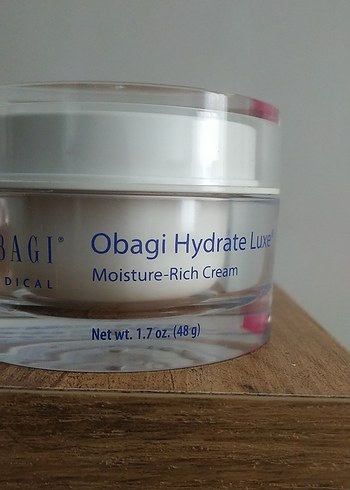 BAGI®
DICAL
Obagi Hydrate Luxe®
Moisture-Rich Cream
Net wt. 1.7 oz. (48 g)